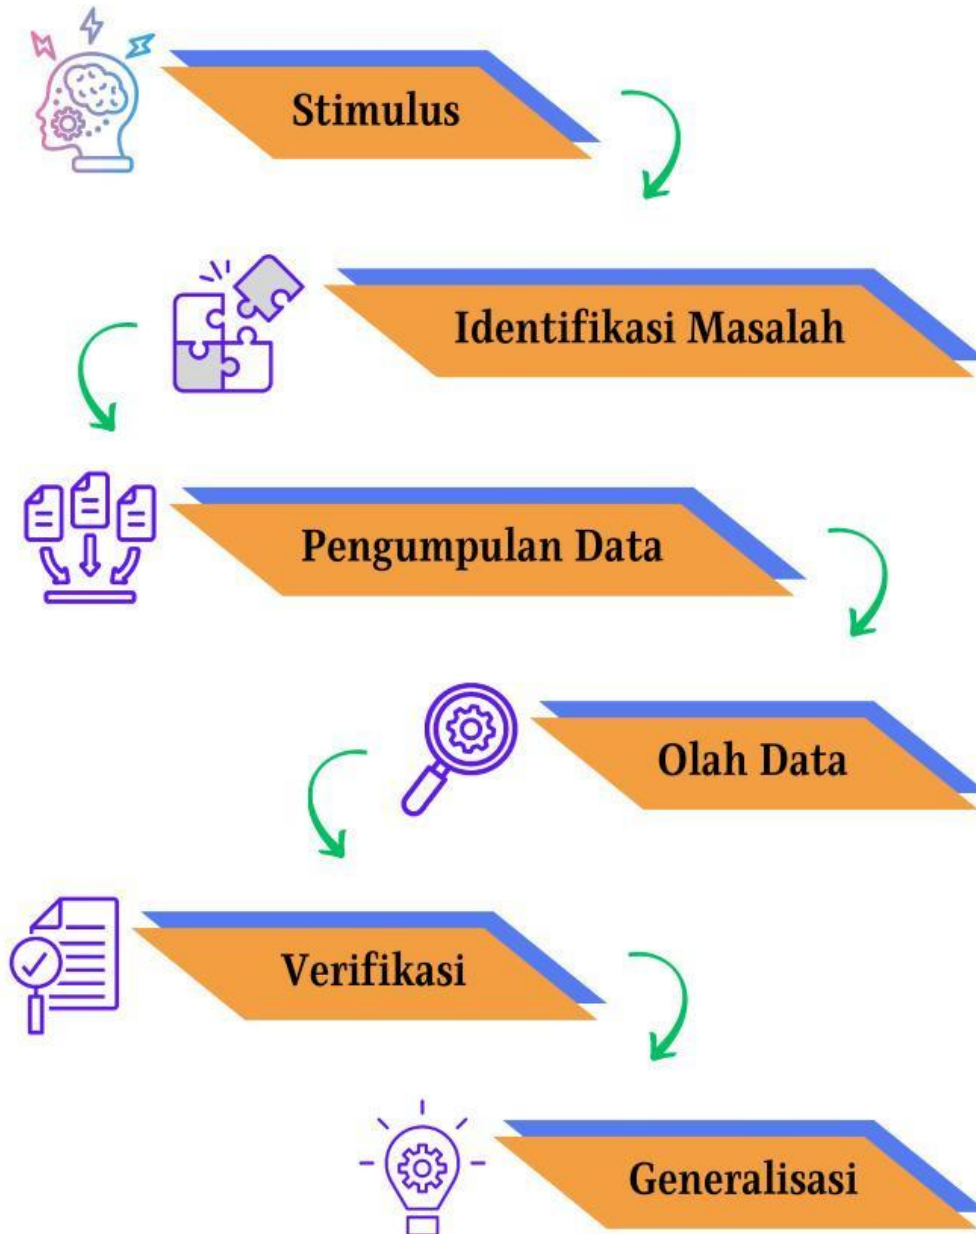 Stimulus
Identifikasi Masalah
Pengumpulan Data
Olah Data
Verifikasi
Generalisasi